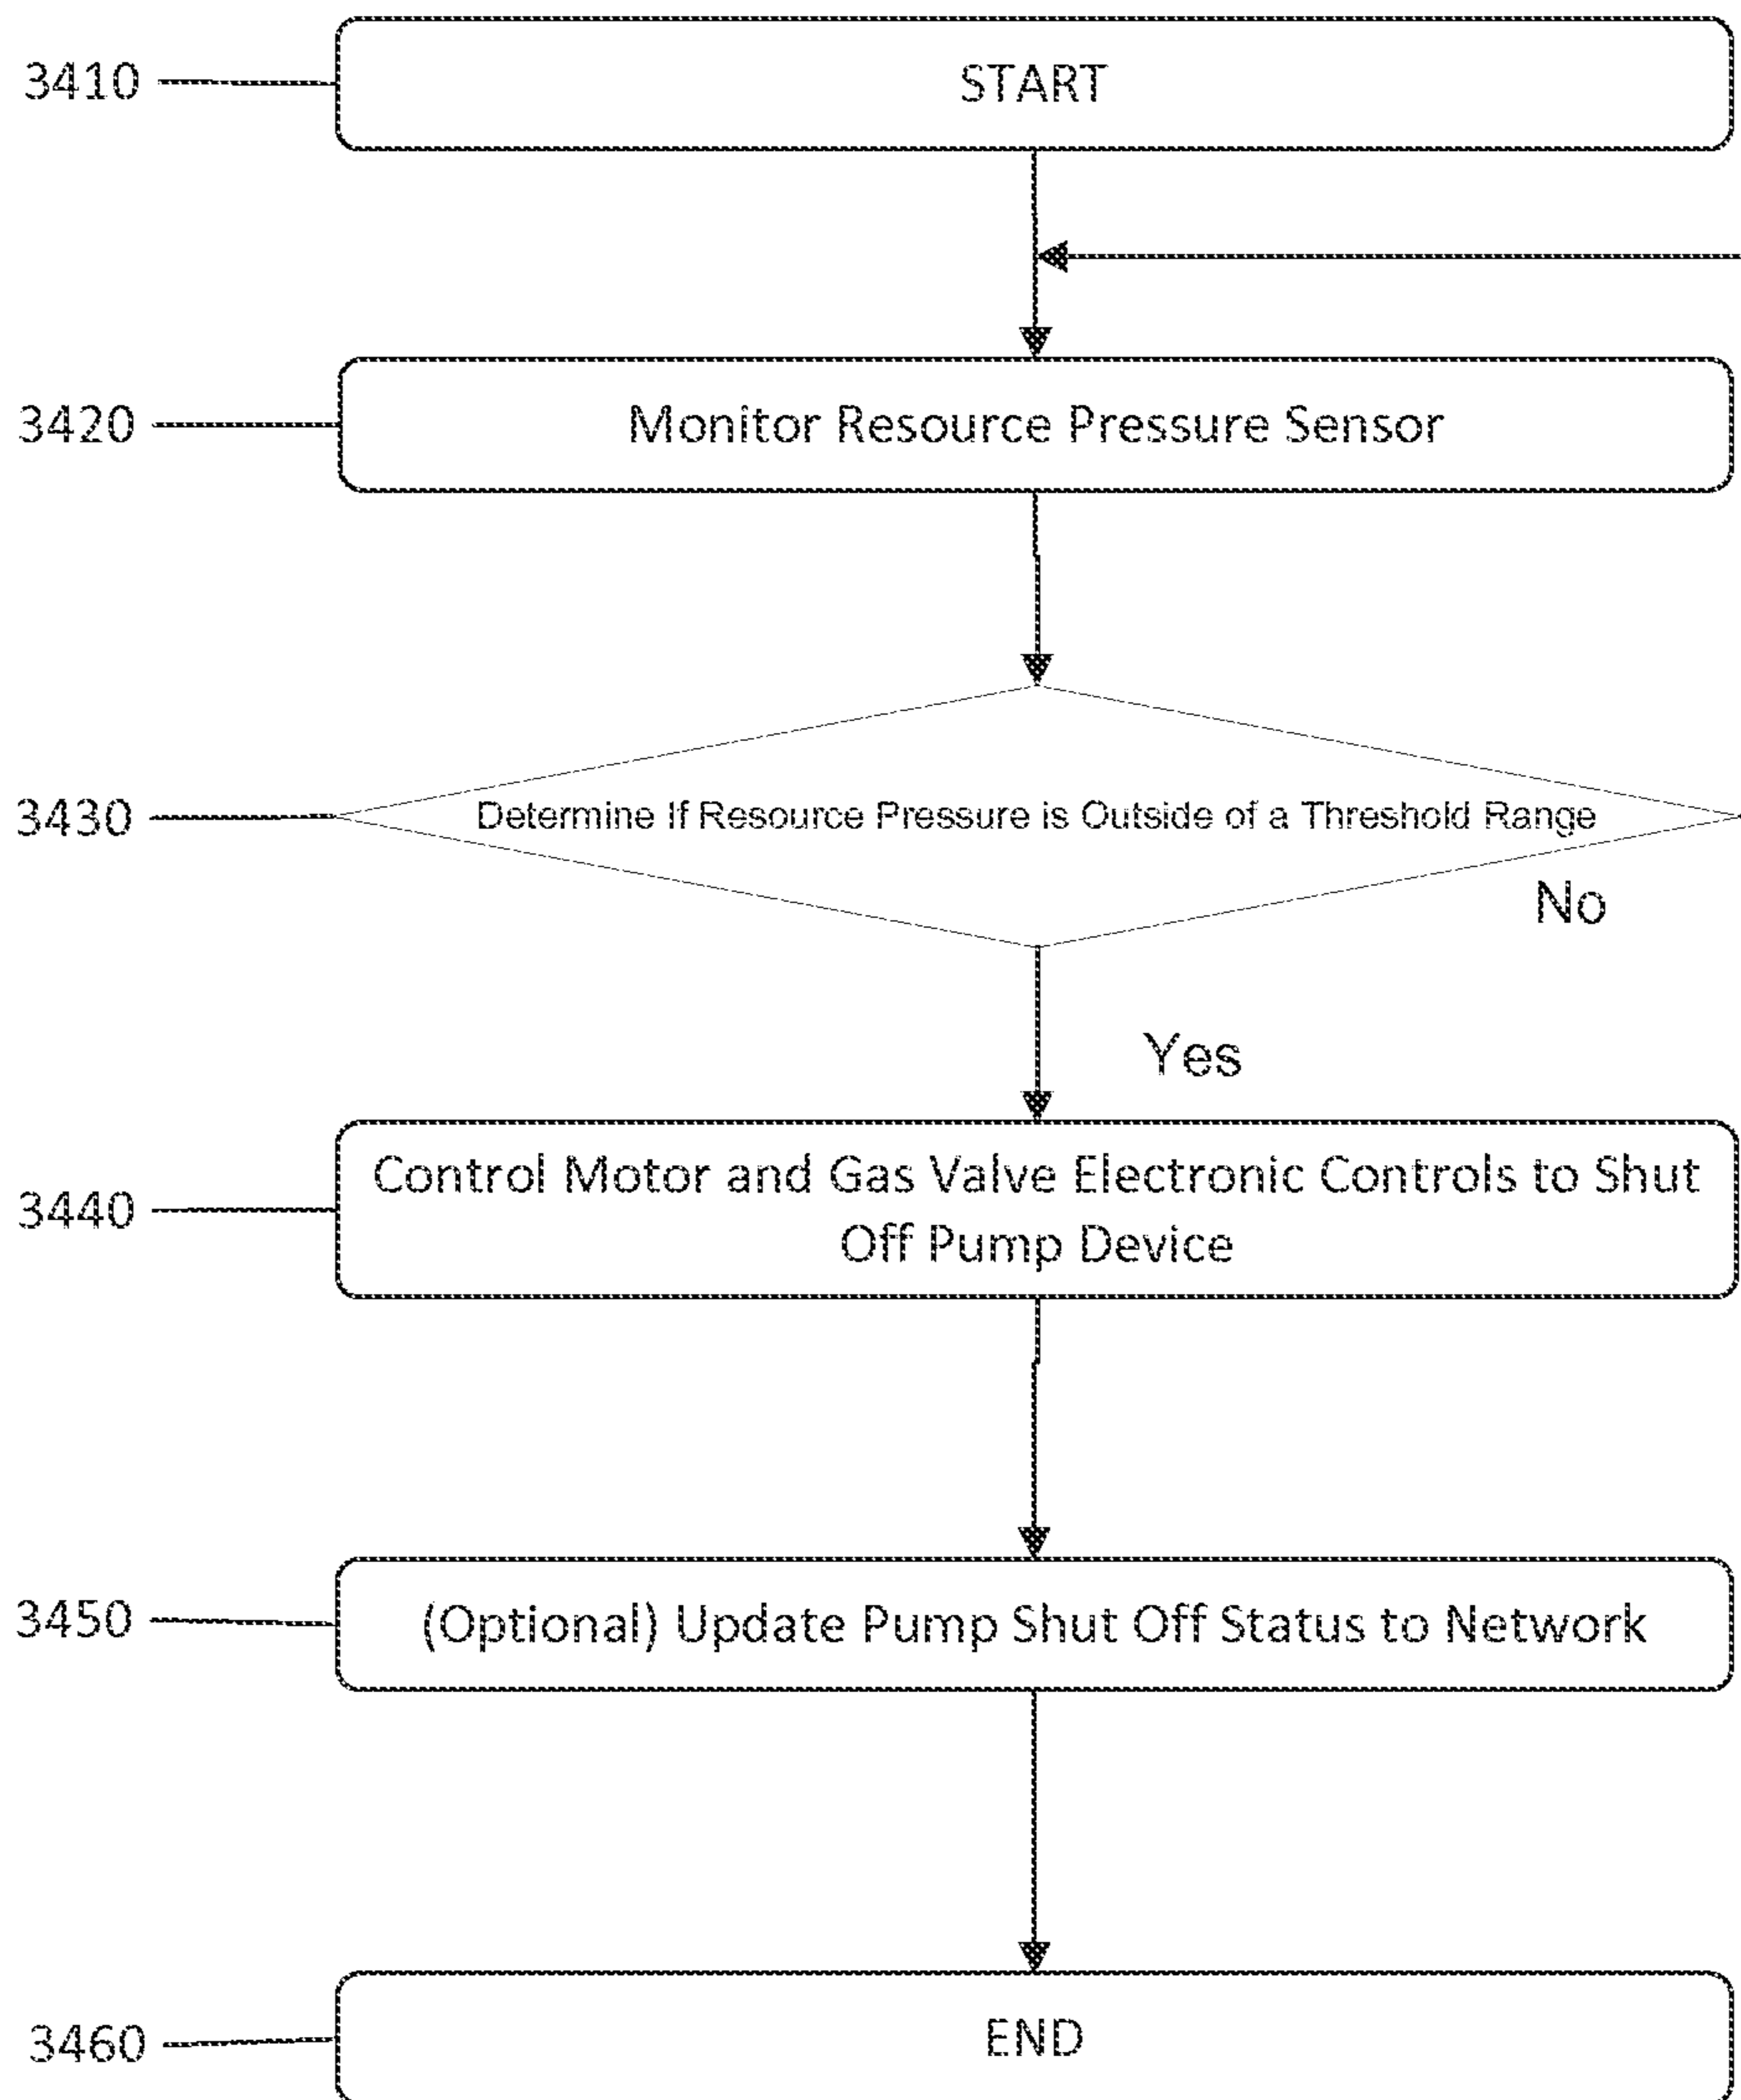 3410
START
3420
Monitor Resource Pressure Sensor
3430
Determine If Resource Pressure is Outside of a Threshold Range
No
Yes
3440
Control Motor and Gas Valve Electronic Controls to Shut
Off Pump Device
3450
(Optional) Update Pump Shut Off Status to Network
3460
END